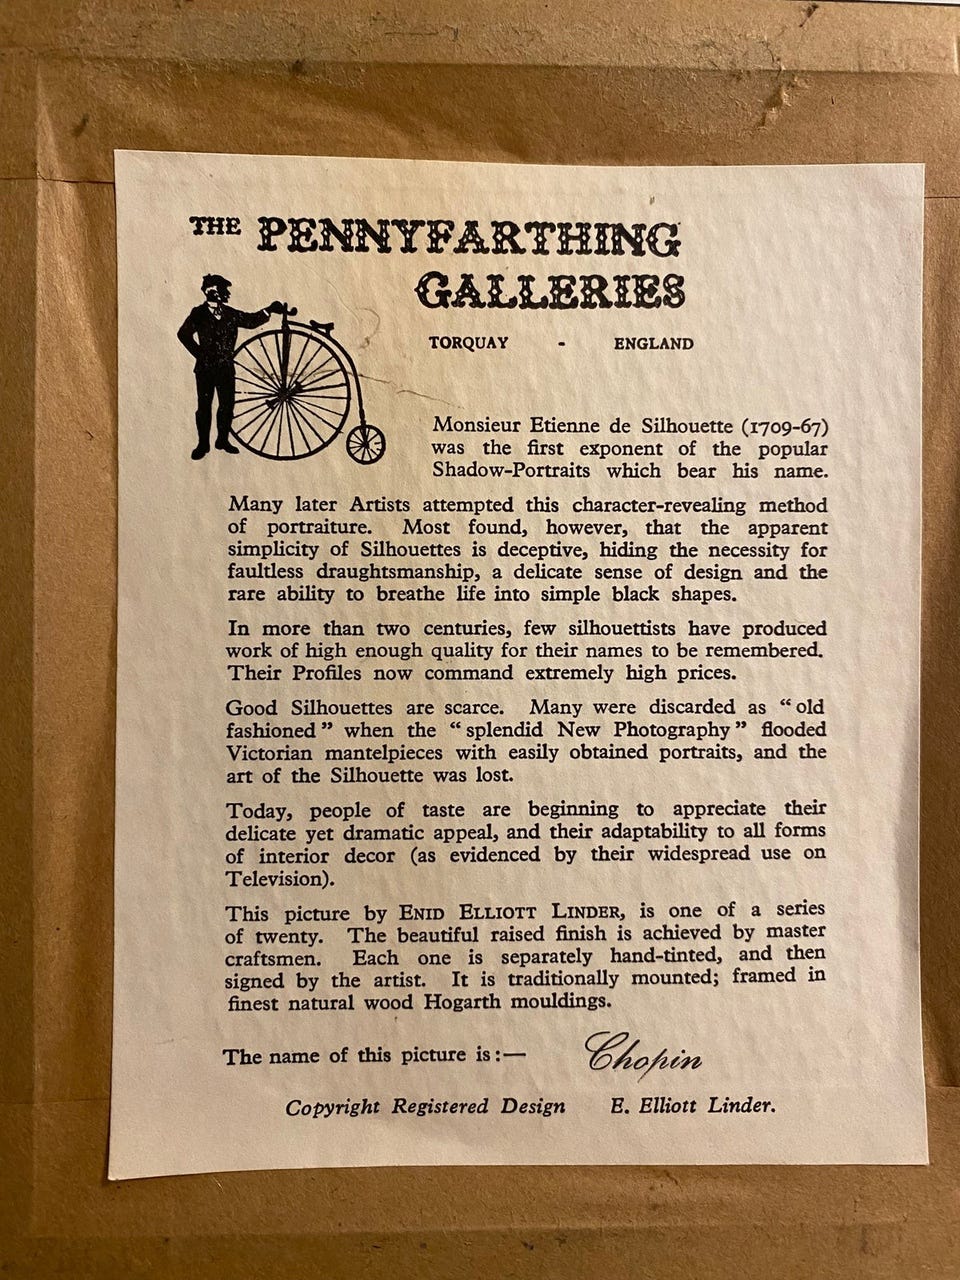 THE PENNYFARTHING
GALLERIES
TORQUAY - ENGLAND
Monsieur Etienne de Silhouette (1709-67)
was the first exponent of the popular
Shadow-Portraits which bear his name.
Many later Artists attempted this character-revealing method
of portraiture. Most found, however, that the apparent
simplicity of Silhouettes is deceptive, hiding the necessity for
faultless draughtsmanship, a delicate sense of design and the
rare ability to breathe life into simple black shapes.
In more than two centuries, few silhouettists have produced
work of high enough quality for their names to be remembered.
Their Profiles now command extremely high prices.
Good Silhouettes are scarce. Many were discarded as “old
fashioned” when the “splendid New Photography” flooded
Victorian mantelpieces with easily obtained portraits, and the
art of the Silhouette was lost.
Today, people of taste are beginning to appreciate their
delicate yet dramatic appeal, and their adaptability to all forms
of interior decor (as evidenced by their widespread use on
Television).
This picture by ENID ELLIOTT LINDER, is one of a series
of twenty. The beautiful raised finish is achieved by master
craftsmen. Each one is separately hand-tinted, and then
signed by the artist. It is traditionally mounted; framed in
finest natural wood Hogarth mouldings.
The name of this picture is:— Chopin
Copyright Registered Design E. Elliott Linder.